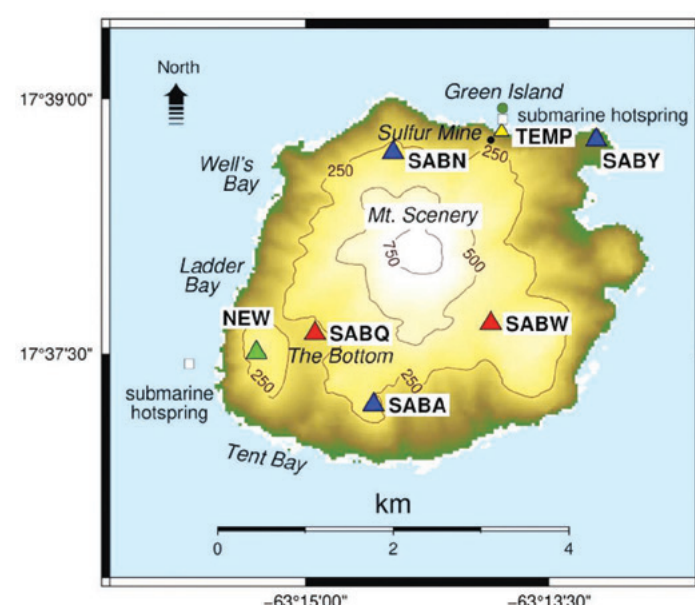 North
Green Island
17°39'00"
submarine hotspring
Sulfur Mine
TEMP
250
SABN
SABY
250
Well's
Bay
Mt. Scenery
750
500
Ladder
Bay
NEW
SABQ
SABW
17°37'30"
The Bottom
250
250
SABA
submarine
hotspring
Tent Bay
km
0 2 4
−63°15'00" −63°13'30"